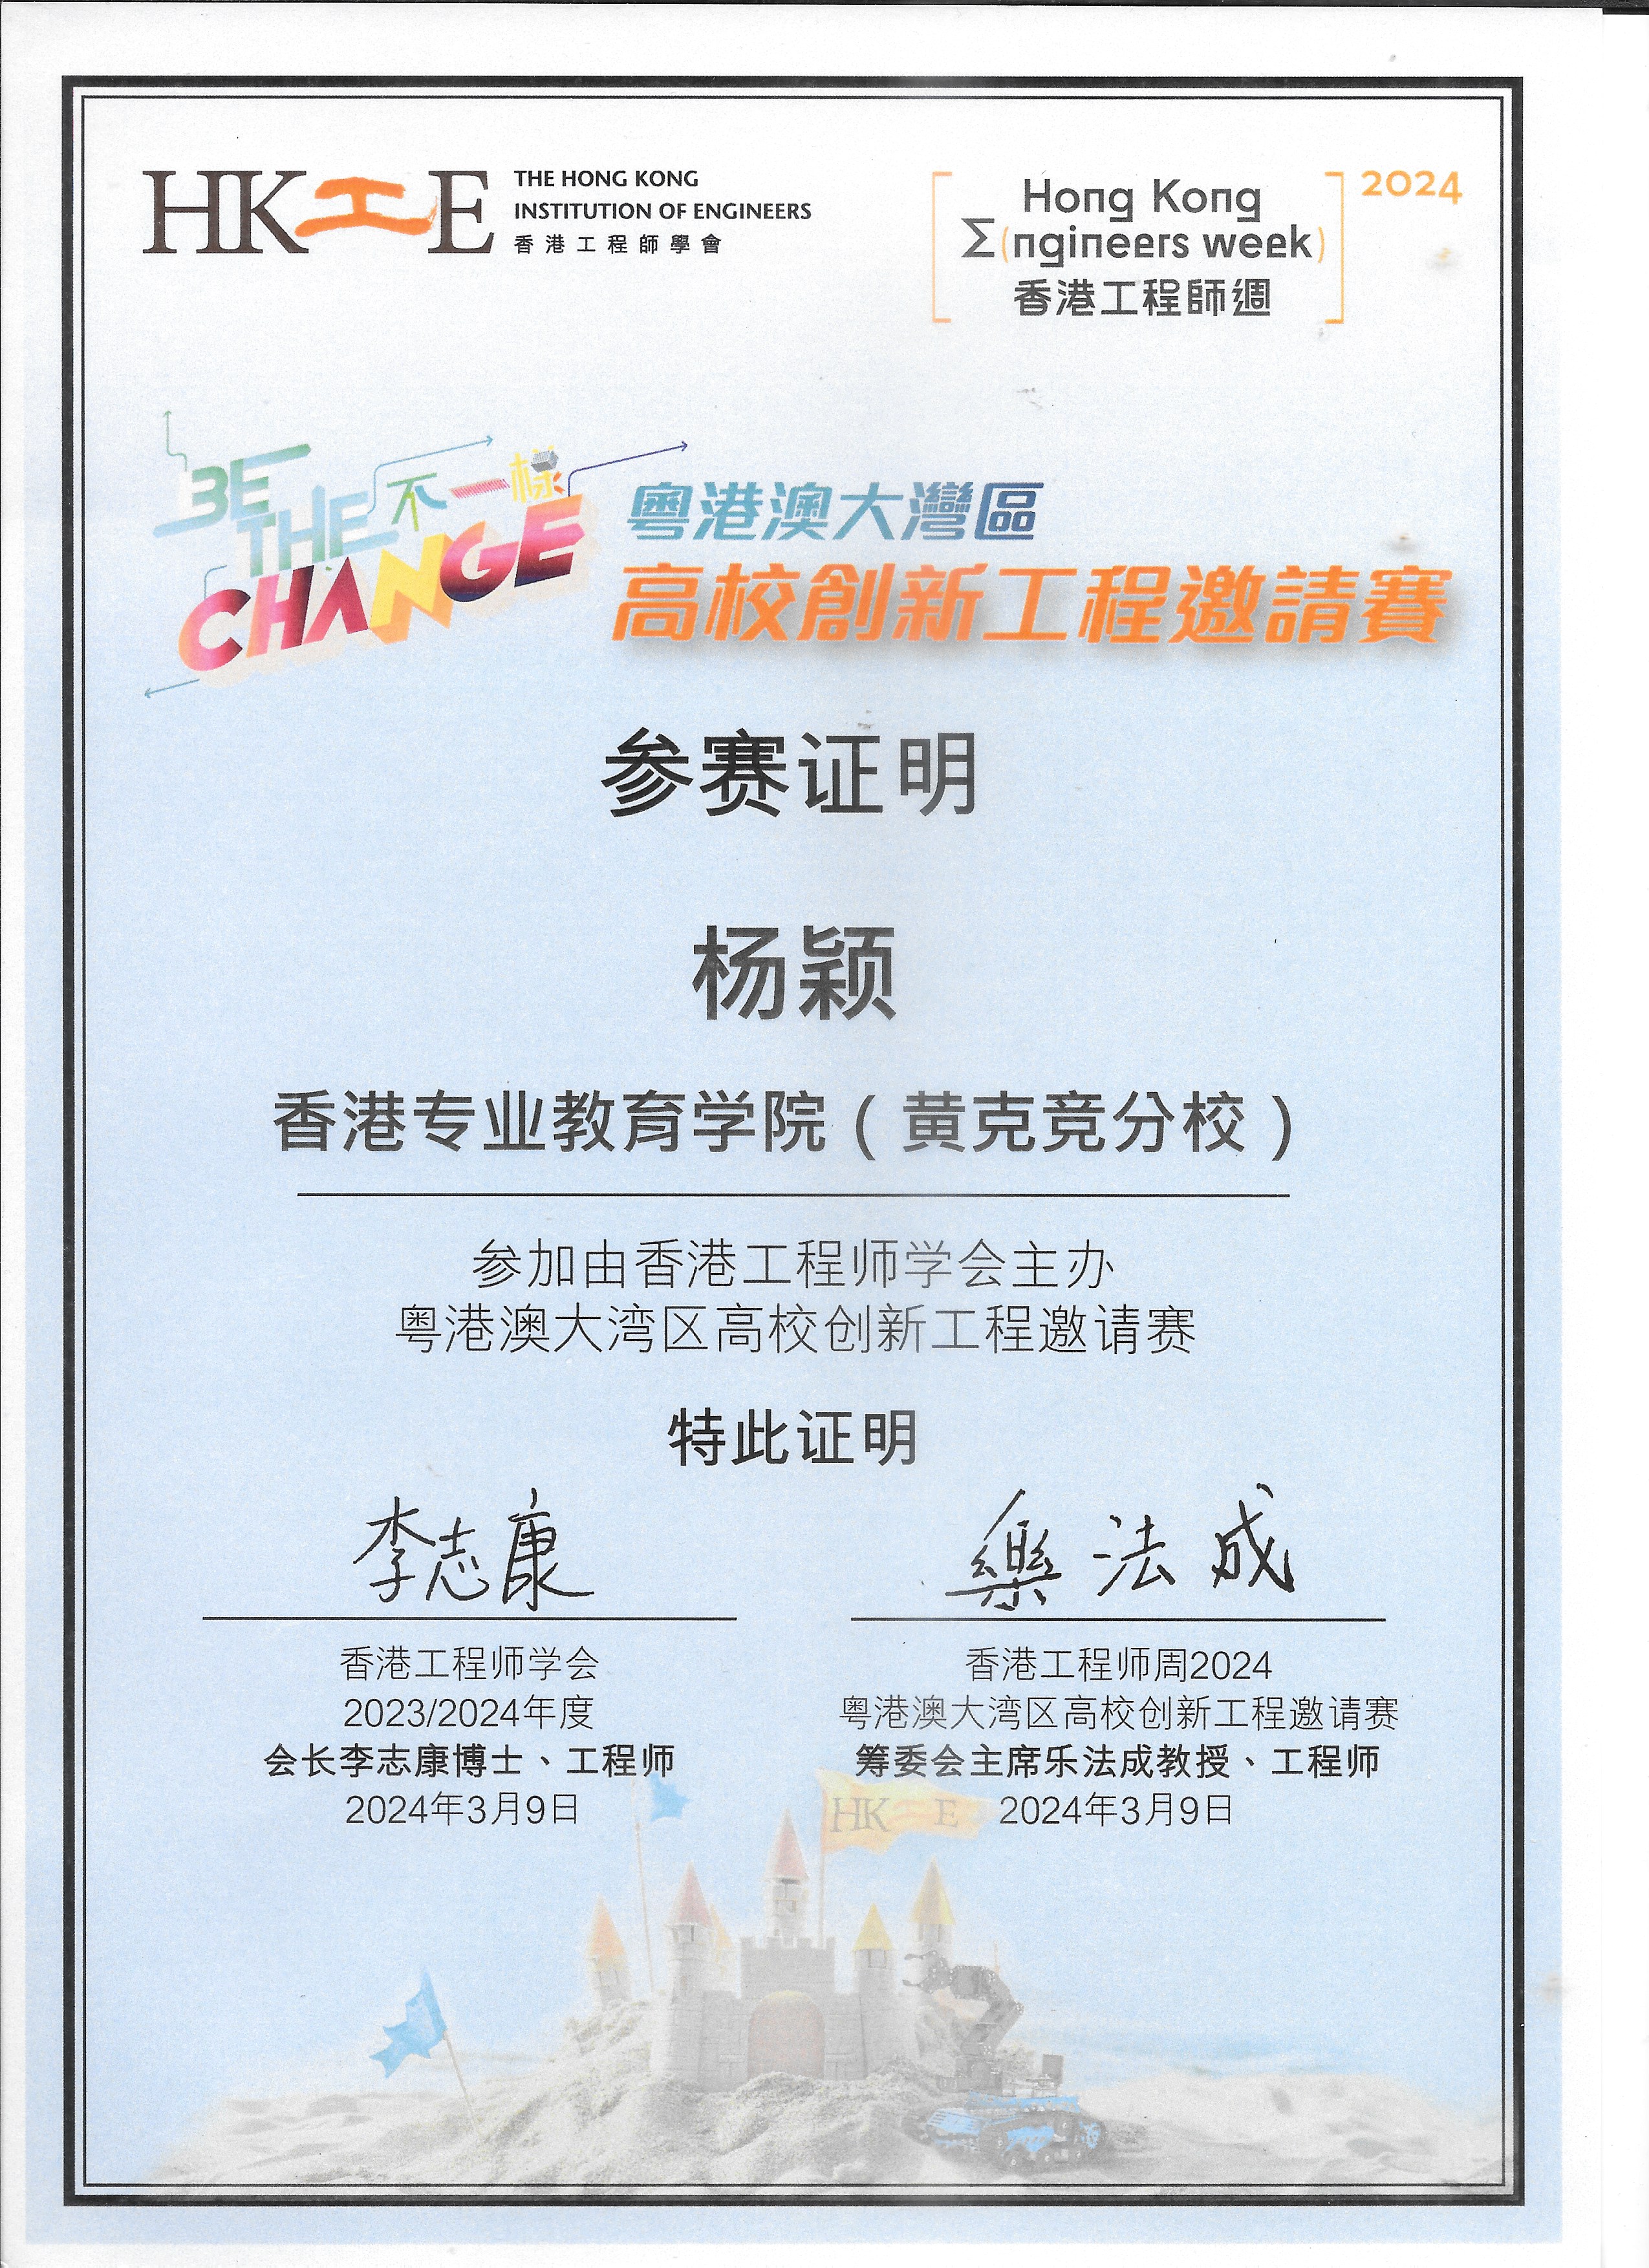 HK工E
THE HONG KONG
INSTITUTION OF ENGINEERS
香港工程師學會
Hong Kong
Σ(ngineers week)
香港工程師週
2024
BE
THE 不一樣
CHANGE
粵港澳大灣區
高校創新工程邀請賽
参赛证明
杨颖
香港专业教育学院（黄克竞分校）
参加由香港工程师学会主办
粤港澳大湾区高校创新工程邀请赛
特此证明
李志康
樂法成
香港工程师学会
2023/2024年度
会长李志康博士、工程师
2024年3月9日
香港工程师周2024
粤港澳大湾区高校创新工程邀请赛
筹委会主席乐法成教授、工程师
2024年3月9日
HK E